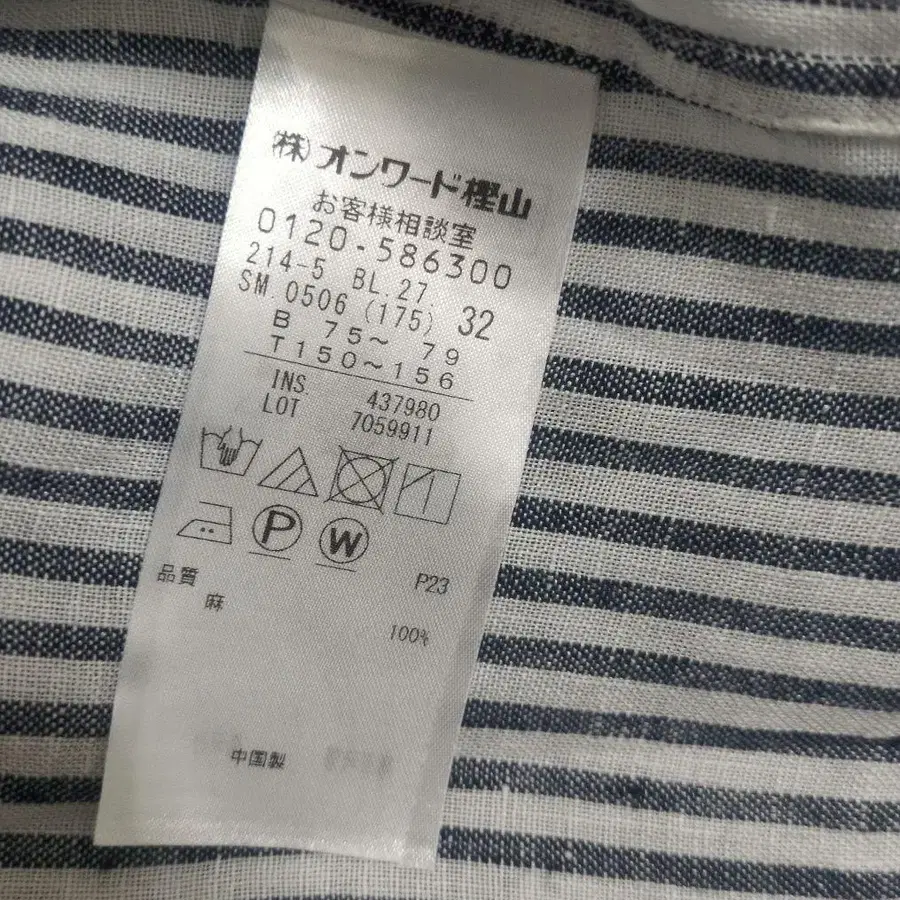 (株)オンワード樫山
お客様相談室
0120-586300
214-5 BL.27.
SM.0506 (175) 32
B 75～ 79
T150～156
INS. 437980
LOT 7059911
P W
P23
品質
麻
100%
中国製